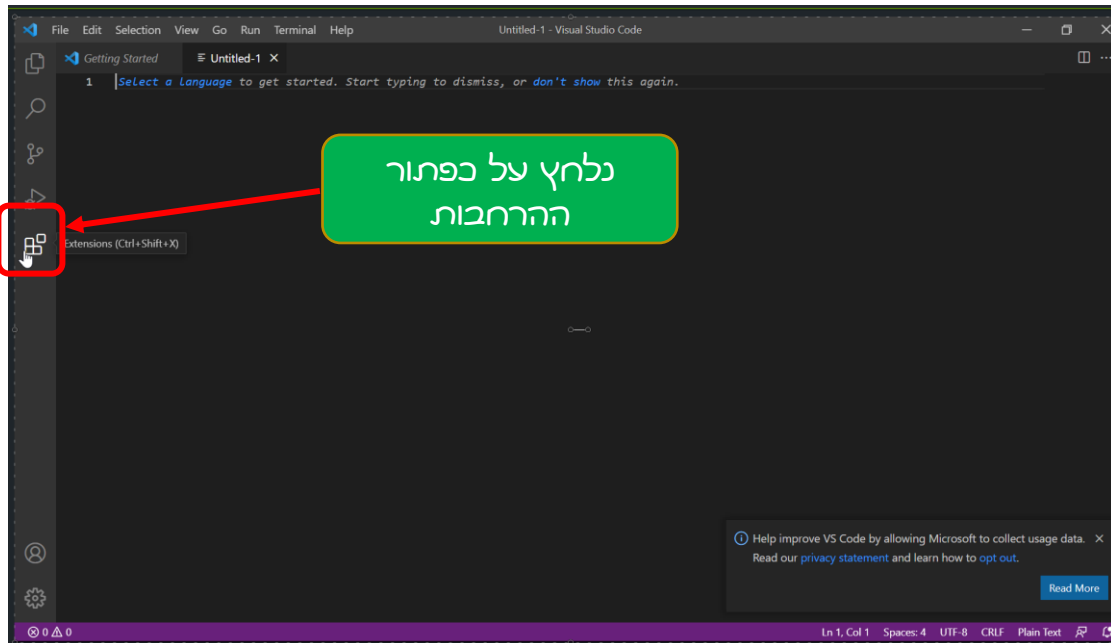 File Edit Selection View Go Run Terminal Help
Untitled-1 - Visual Studio Code
Getting Started
Untitled-1
1 Select a language to get started. Start typing to dismiss, or don't show this again.
נלחץ על כפתור
ההרחבות
Extensions (Ctrl+Shift+X)
Help improve VS Code by allowing Microsoft to collect usage data.
Read our privacy statement and learn how to opt out.
Read More
0 0
Ln 1, Col 1 Spaces: 4 UTF-8 CRLF Plain Text